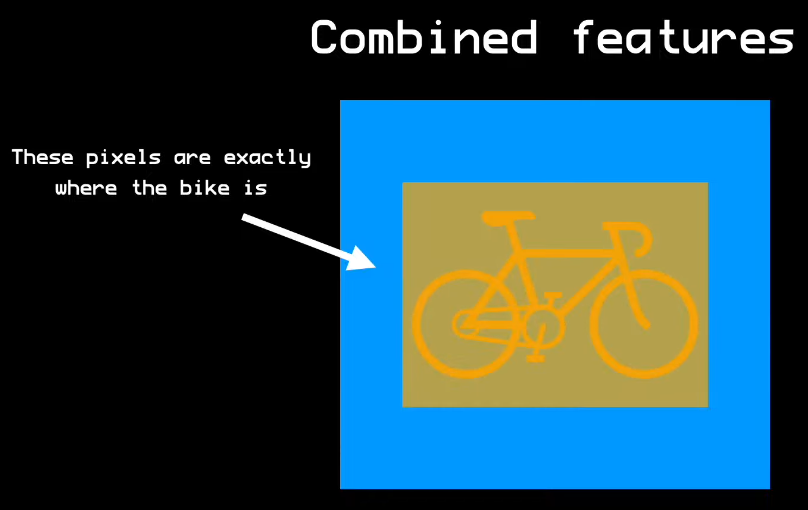 Combined features
These pixels are exactly
where the bike is